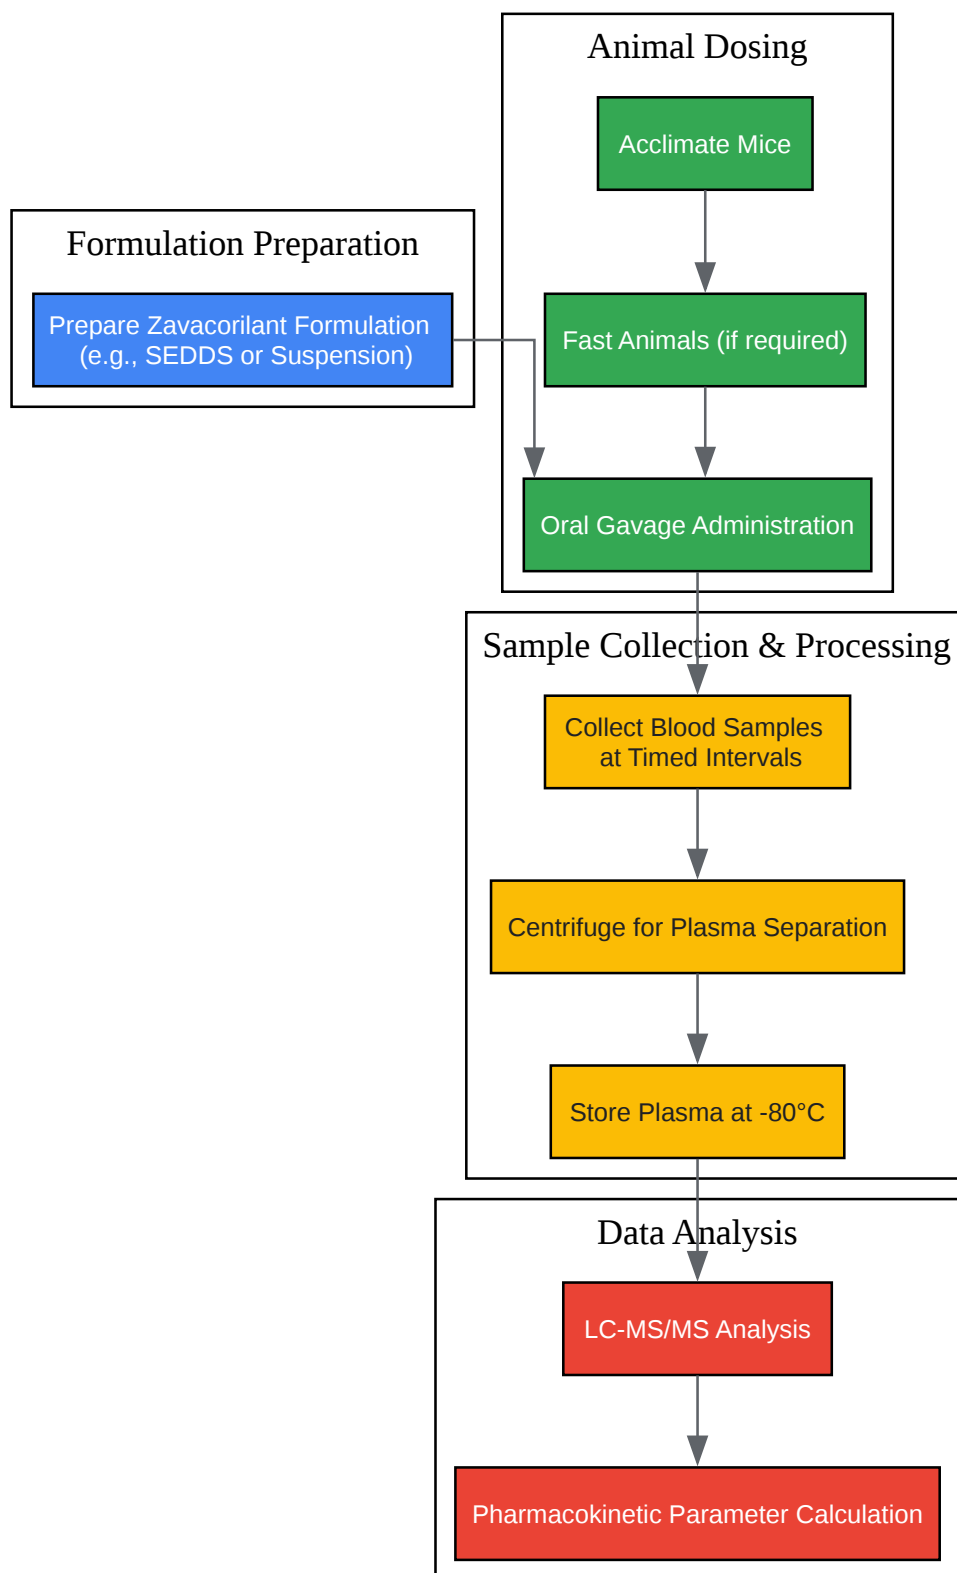 Animal Dosing
Acclimate Mice
Formulation Preparation
Prepare Zavacorilant Formulation
(e.g., SEDDS or Suspension)
Fast Animals (if required)
Oral Gavage Administration
Sample Collection & Processing
Collect Blood Samples
at Timed Intervals
Centrifuge for Plasma Separation
Store Plasma at -80°C
Data Analysis
LC-MS/MS Analysis
Pharmacokinetic Parameter Calculation